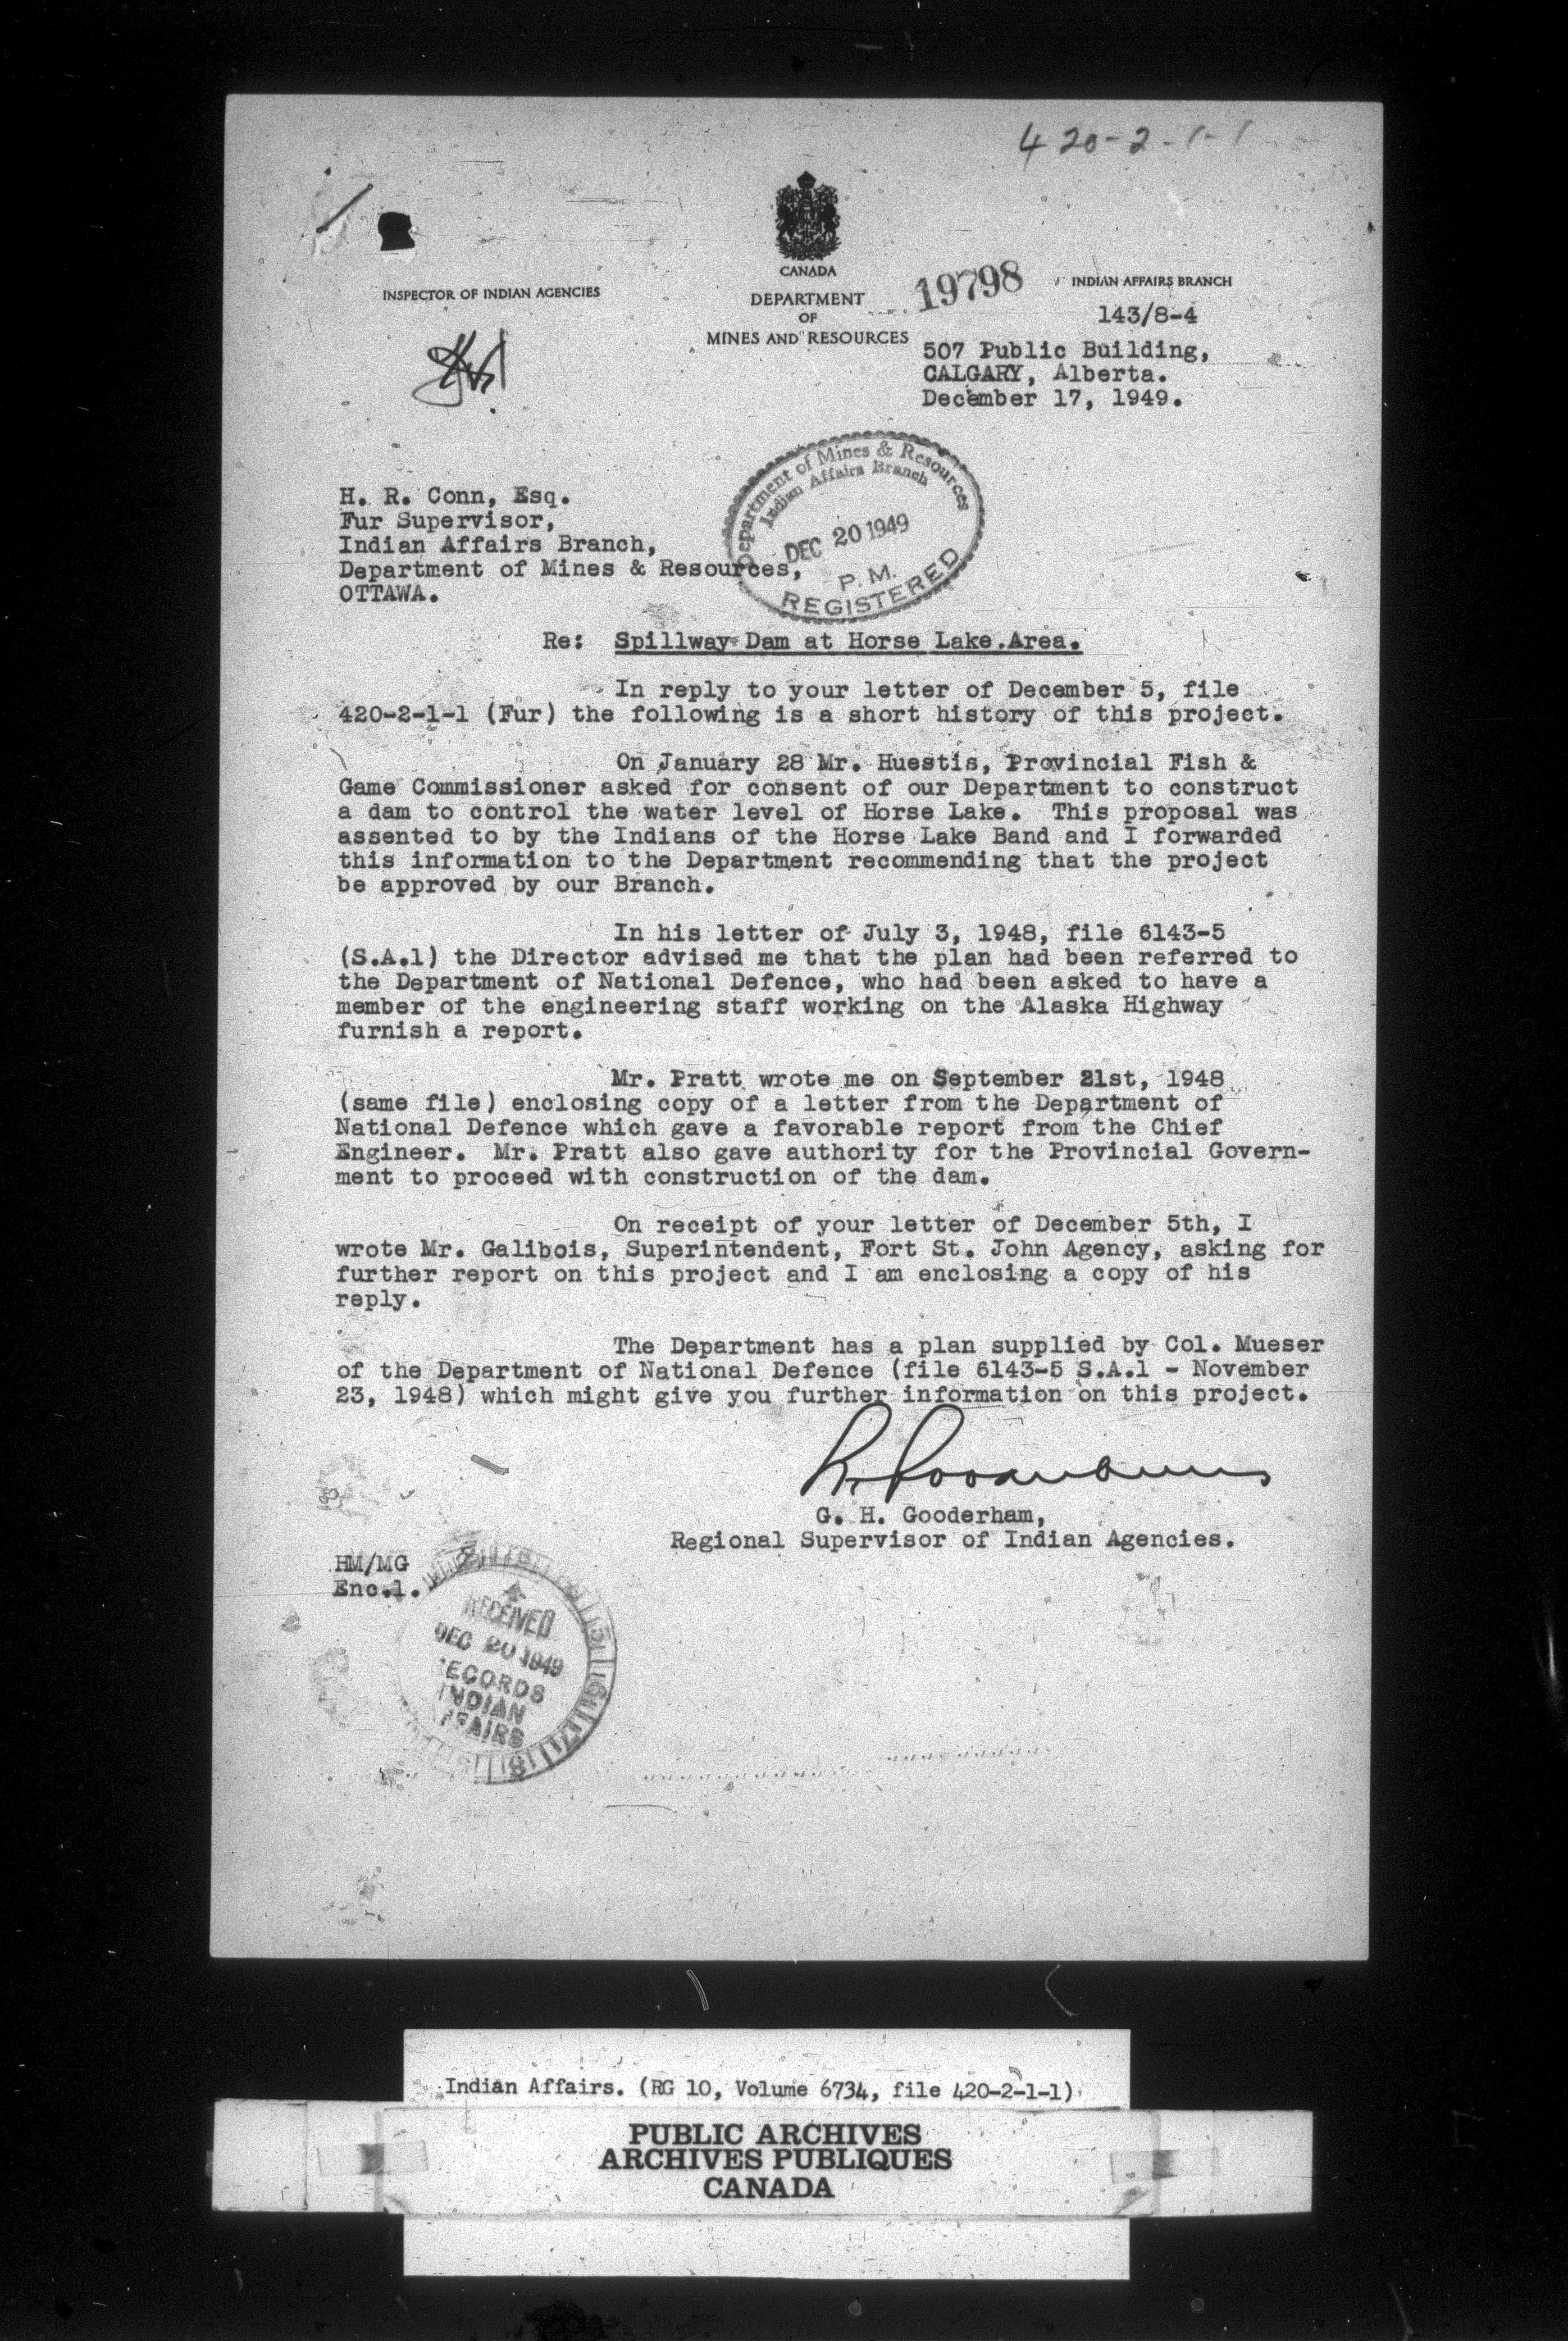 420-2-1-1
CANADA
INSPECTOR OF INDIAN AGENCIES
DEPARTMENT
OF
MINES AND RESOURCES
19798
INDIAN AFFAIRS BRANCH
143/8-4
507 Public Building,
CALGARY, Alberta.
December 17, 1949.
Department of Mines & Resources
Indian Affairs Branch
DEC 20 1949
P. M.
REGISTERED
H. R. Conn, Esq.
Fur Supervisor,
Indian Affairs Branch,
Department of Mines & Resources,
OTTAWA.
Re: Spillway Dam at Horse Lake Area.
In reply to your letter of December 5, file
420-2-1-1 (Fur) the following is a short history of this project.
On January 28 Mr. Huestis, Provincial Fish &
Game Commissioner asked for consent of our Department to construct
a dam to control the water level of Horse Lake. This proposal was
assented to by the Indians of the Horse Lake Band and I forwarded
this information to the Department recommending that the project
be approved by our Branch.
In his letter of July 3, 1948, file 6143-5
(S.A.1) the Director advised me that the plan had been referred to
the Department of National Defence, who had been asked to have a
member of the engineering staff working on the Alaska Highway
furnish a report.
Mr. Pratt wrote me on September 21st, 1948
(same file) enclosing copy of a letter from the Department of
National Defence which gave a favorable report from the Chief
Engineer. Mr. Pratt also gave authority for the Provincial Govern-
ment to proceed with construction of the dam.
On receipt of your letter of December 5th, I
wrote Mr. Galibois, Superintendent, Fort St. John Agency, asking for
further report on this project and I am enclosing a copy of his
reply.
The Department has a plan supplied by Col. Mueser
of the Department of National Defence (file 6143-5 S.A.1 - November
23, 1948) which might give you further information on this project.
G. H. Gooderham,
Regional Supervisor of Indian Agencies.
HM/MG
Enc.1.
RECEIVED
DEC 20 1949
ECORDS
INDIAN
FAIRS
Indian Affairs. (RG 10, Volume 6734, file 420-2-1-1)
PUBLIC ARCHIVES
ARCHIVES PUBLIQUES
CANADA